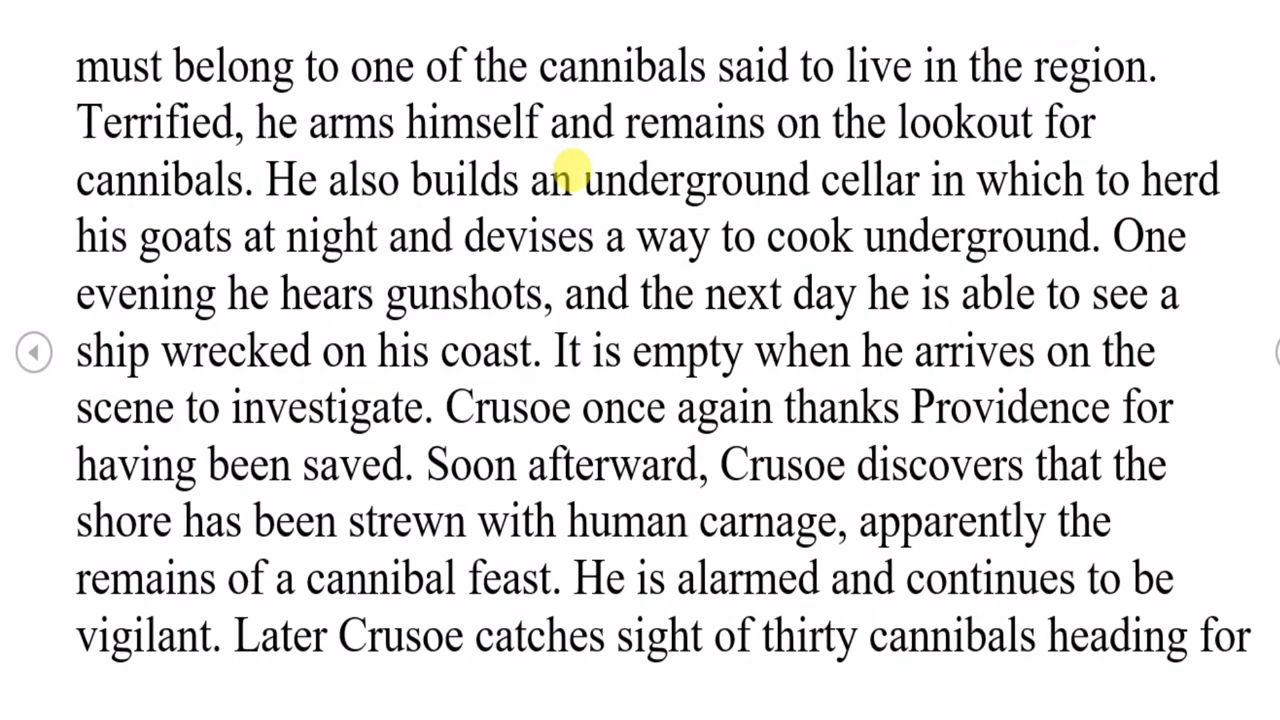 must belong to one of the cannibals said to live in the region.
Terrified, he arms himself and remains on the lookout for
cannibals. He also builds an underground cellar in which to herd
his goats at night and devises a way to cook underground. One
evening he hears gunshots, and the next day he is able to see a
ship wrecked on his coast. It is empty when he arrives on the
scene to investigate. Crusoe once again thanks Providence for
having been saved. Soon afterward, Crusoe discovers that the
shore has been strewn with human carnage, apparently the
remains of a cannibal feast. He is alarmed and continues to be
vigilant. Later Crusoe catches sight of thirty cannibals heading for